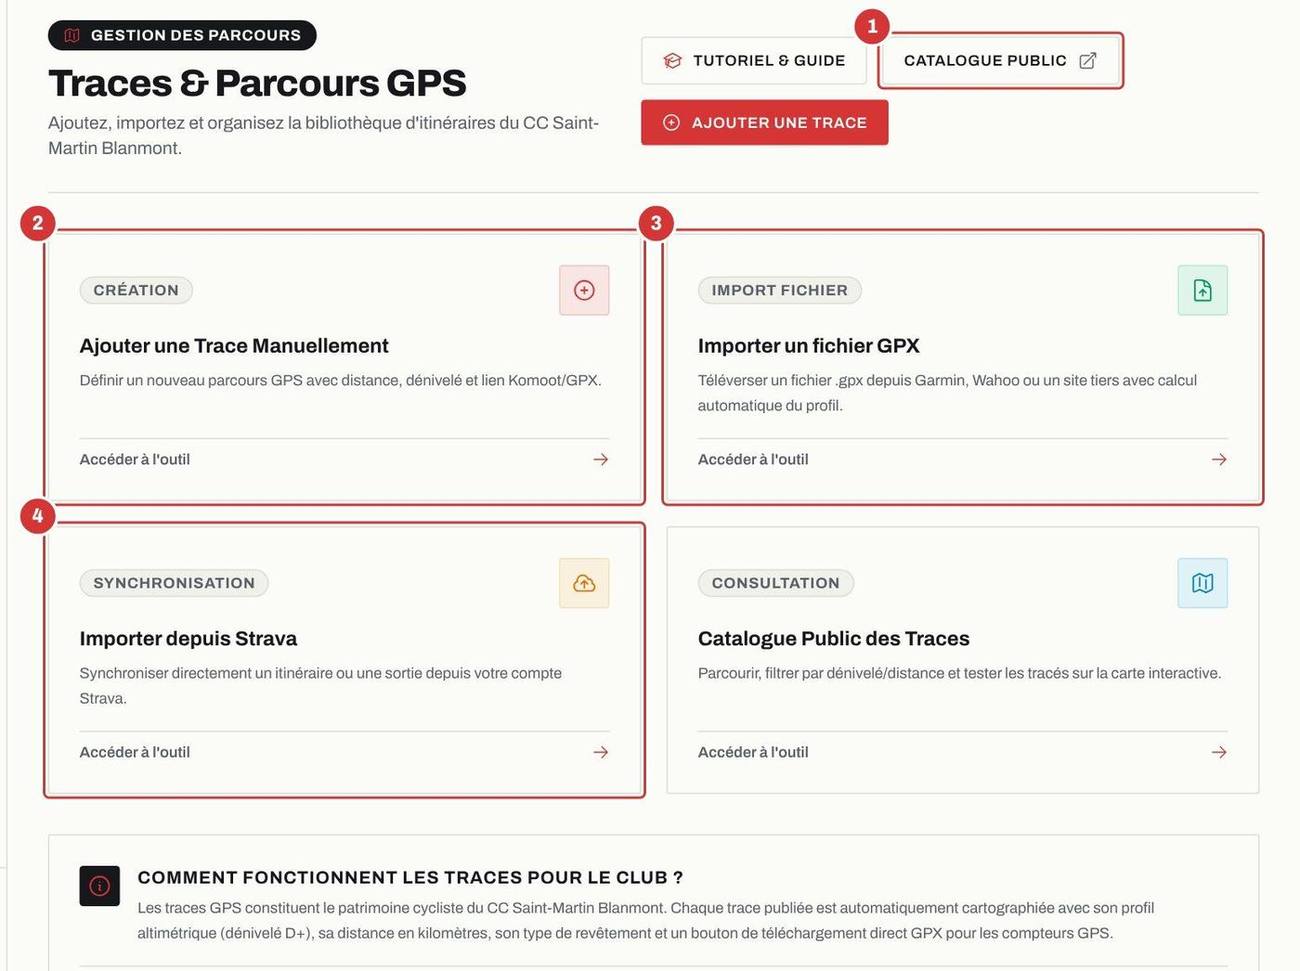 GESTION DES PARCOURS
Traces & Parcours GPS
Ajoutez, importez et organisez la bibliothèque d'itinéraires du CC Saint-
Martin Blanmont.
TUTORIEL & GUIDE
1
CATALOGUE PUBLIC
AJOUTER UNE TRACE
2
CRÉATION
Ajouter une Trace Manuellement
Définir un nouveau parcours GPS avec distance, dénivelé et lien Komoot/GPX.
Accéder à l'outil
3
IMPORT FICHIER
Importer un fichier GPX
Téléverser un fichier .gpx depuis Garmin, Wahoo ou un site tiers avec calcul
automatique du profil.
Accéder à l'outil
4
SYNCHRONISATION
Importer depuis Strava
Synchroniser directement un itinéraire ou une sortie depuis votre compte
Strava.
Accéder à l'outil
CONSULTATION
Catalogue Public des Traces
Parcourir, filtrer par dénivelé/distance et tester les tracés sur la carte interactive.
Accéder à l'outil
COMMENT FONCTIONNENT LES TRACES POUR LE CLUB ?
Les traces GPS constituent le patrimoine cycliste du CC Saint-Martin Blanmont. Chaque trace publiée est automatiquement cartographiée avec son profil
altimétrique (dénivelé D+), sa distance en kilomètres, son type de revêtement et un bouton de téléchargement direct GPX pour les compteurs GPS.